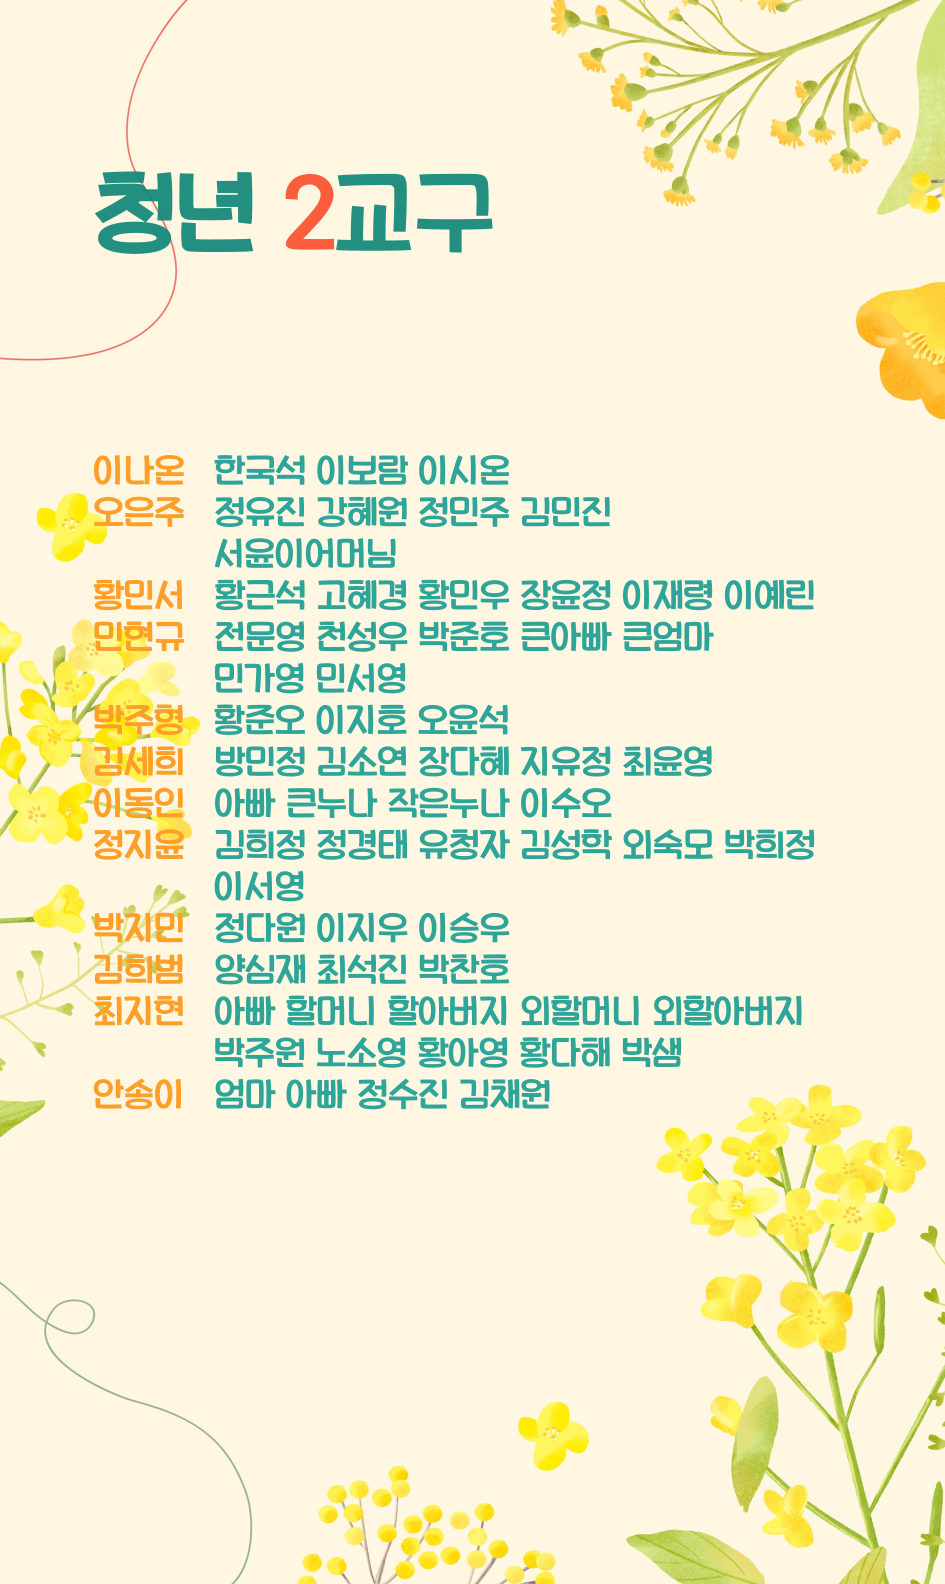 청년 2교구
이나온 한국석 이보람 이시온
오은주 정유진 강혜원 정민주 김민진
서윤이어머님
황민서 황근석 고혜경 황민우 장윤정 이재령 이예린
민현규 전문영 천성우 박준호 큰아빠 큰엄마
민가영 민서영
박주형 황준오 이지호 오윤석
김세희 방민정 김소연 장다혜 지유정 최윤영
이동인 아빠 큰누나 작은누나 이수오
정지윤 김희정 정경태 유청자 김성학 외숙모 박희정
이서영
박지민 정다원 이지우 이승우
김희범 양심재 최석진 박찬호
최지현 아빠 할머니 할아버지 외할머니 외할아버지
박주원 노소영 황아영 황다해 박샘
안송이 엄마 아빠 정수진 김채원